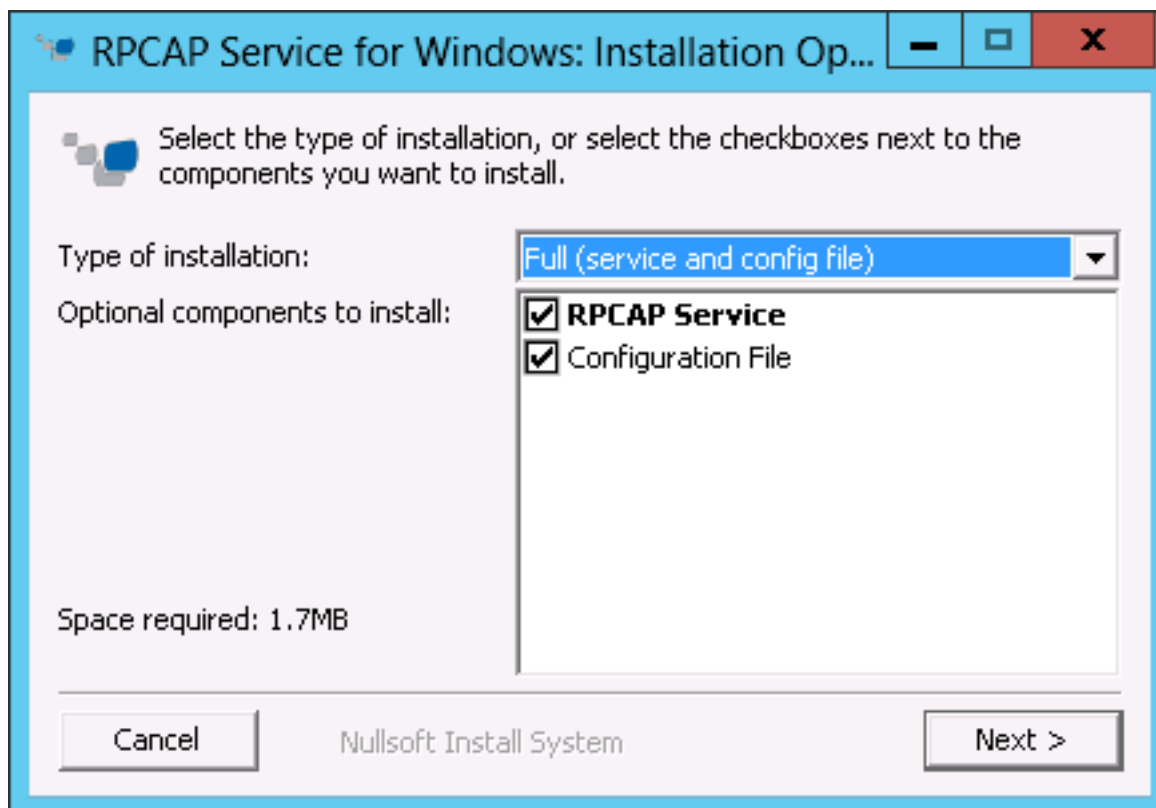 RPCAP Service for Windows: Installation Op...
Select the type of installation, or select the checkboxes next to the
components you want to install.
Type of installation:
Full (service and config file)
Optional components to install:
RPCAP Service
Configuration File
Space required: 1.7MB
Cancel
Nullsoft Install System
Next >